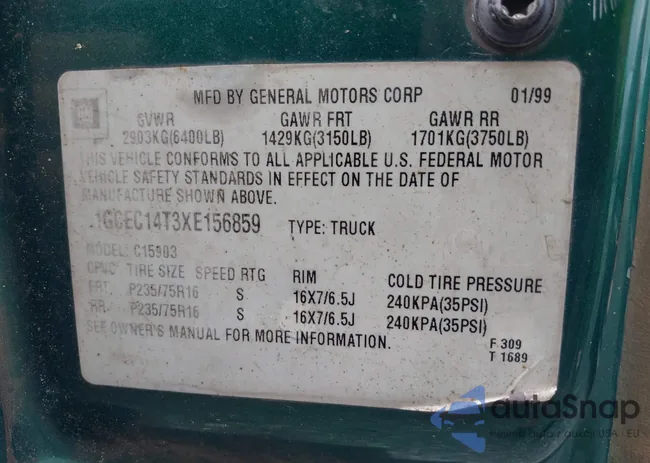 MFD BY GENERAL MOTORS CORP 01/99
GVWR GAWR FRT GAWR RR
2903KG(6400LB) 1429KG(3150LB) 1701KG(3750LB)
THIS VEHICLE CONFORMS TO ALL APPLICABLE U.S. FEDERAL MOTOR
VEHICLE SAFETY STANDARDS IN EFFECT ON THE DATE OF
MANUFACTURE SHOWN ABOVE.
1GCEC14T3XE156859 TYPE: TRUCK
MODEL: C15903
TIRE SIZE SPEED RTG RIM COLD TIRE PRESSURE
FRT P235/75R16 S 16X7/6.5J 240KPA(35PSI)
RR P235/75R16 S 16X7/6.5J 240KPA(35PSI)
SEE OWNER'S MANUAL FOR MORE INFORMATION.
F 309
T 1689
autoSnap